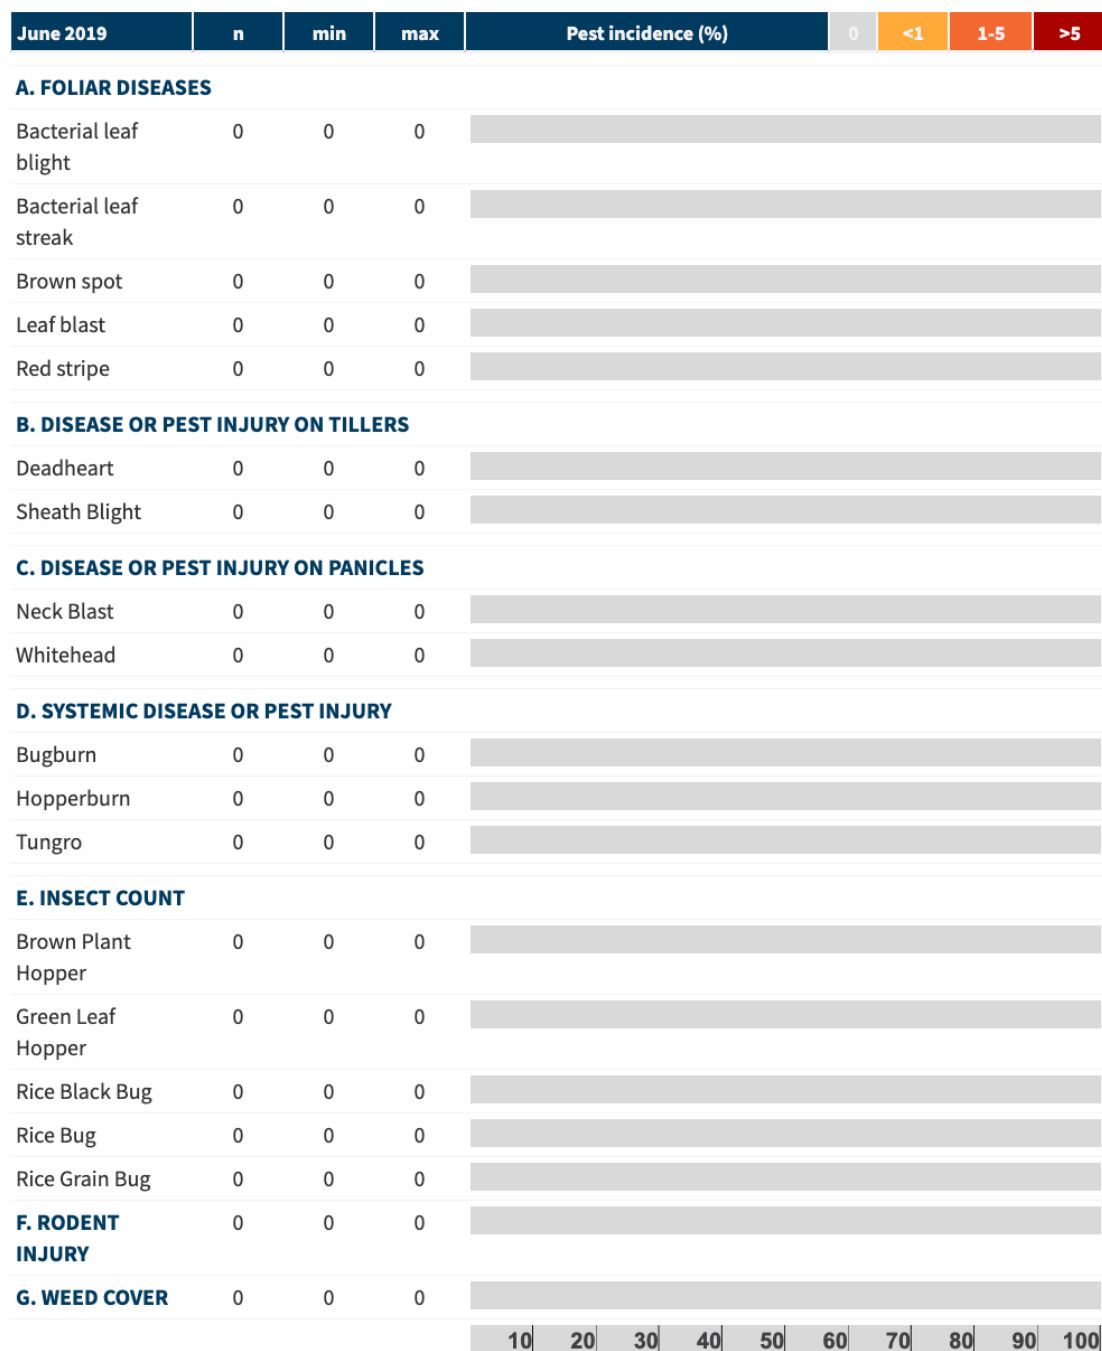 June 2019 n min max Pest incidence (%) 0 <1 1-5 >5
A. FOLIAR DISEASES
Bacterial leaf 0 0 0
blight
Bacterial leaf 0 0 0
streak
Brown spot 0 0 0
Leaf blast 0 0 0
Red stripe 0 0 0
B. DISEASE OR PEST INJURY ON TILLERS
Deadheart 0 0 0
Sheath Blight 0 0 0
C. DISEASE OR PEST INJURY ON PANICLES
Neck Blast 0 0 0
Whitehead 0 0 0
D. SYSTEMIC DISEASE OR PEST INJURY
Bugburn 0 0 0
Hopperburn 0 0 0
Tungro 0 0 0
E. INSECT COUNT
Brown Plant 0 0 0
Hopper
Green Leaf 0 0 0
Hopper
Rice Black Bug 0 0 0
Rice Bug 0 0 0
Rice Grain Bug 0 0 0
F. RODENT 0 0 0
INJURY
G. WEED COVER 0 0 0
10 20 30 40 50 60 70 80 90 100